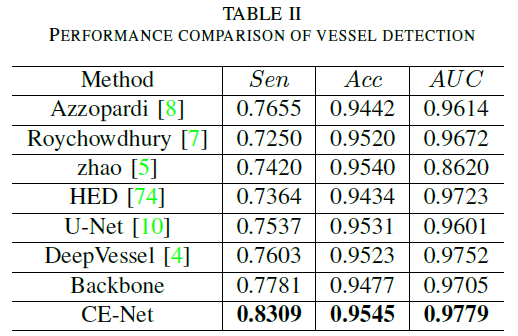 TABLE II
PERFORMANCE COMPARISON OF VESSEL DETECTION
Method Sen Acc AUC
Azzopardi [8] 0.7655 0.9442 0.9614
Roychowdhury [7] 0.7250 0.9520 0.9672
zhao [5] 0.7420 0.9540 0.8620
HED [74] 0.7364 0.9434 0.9723
U-Net [10] 0.7537 0.9531 0.9601
DeepVessel [4] 0.7603 0.9523 0.9752
Backbone 0.7781 0.9477 0.9705
CE-Net 0.8309 0.9545 0.9779